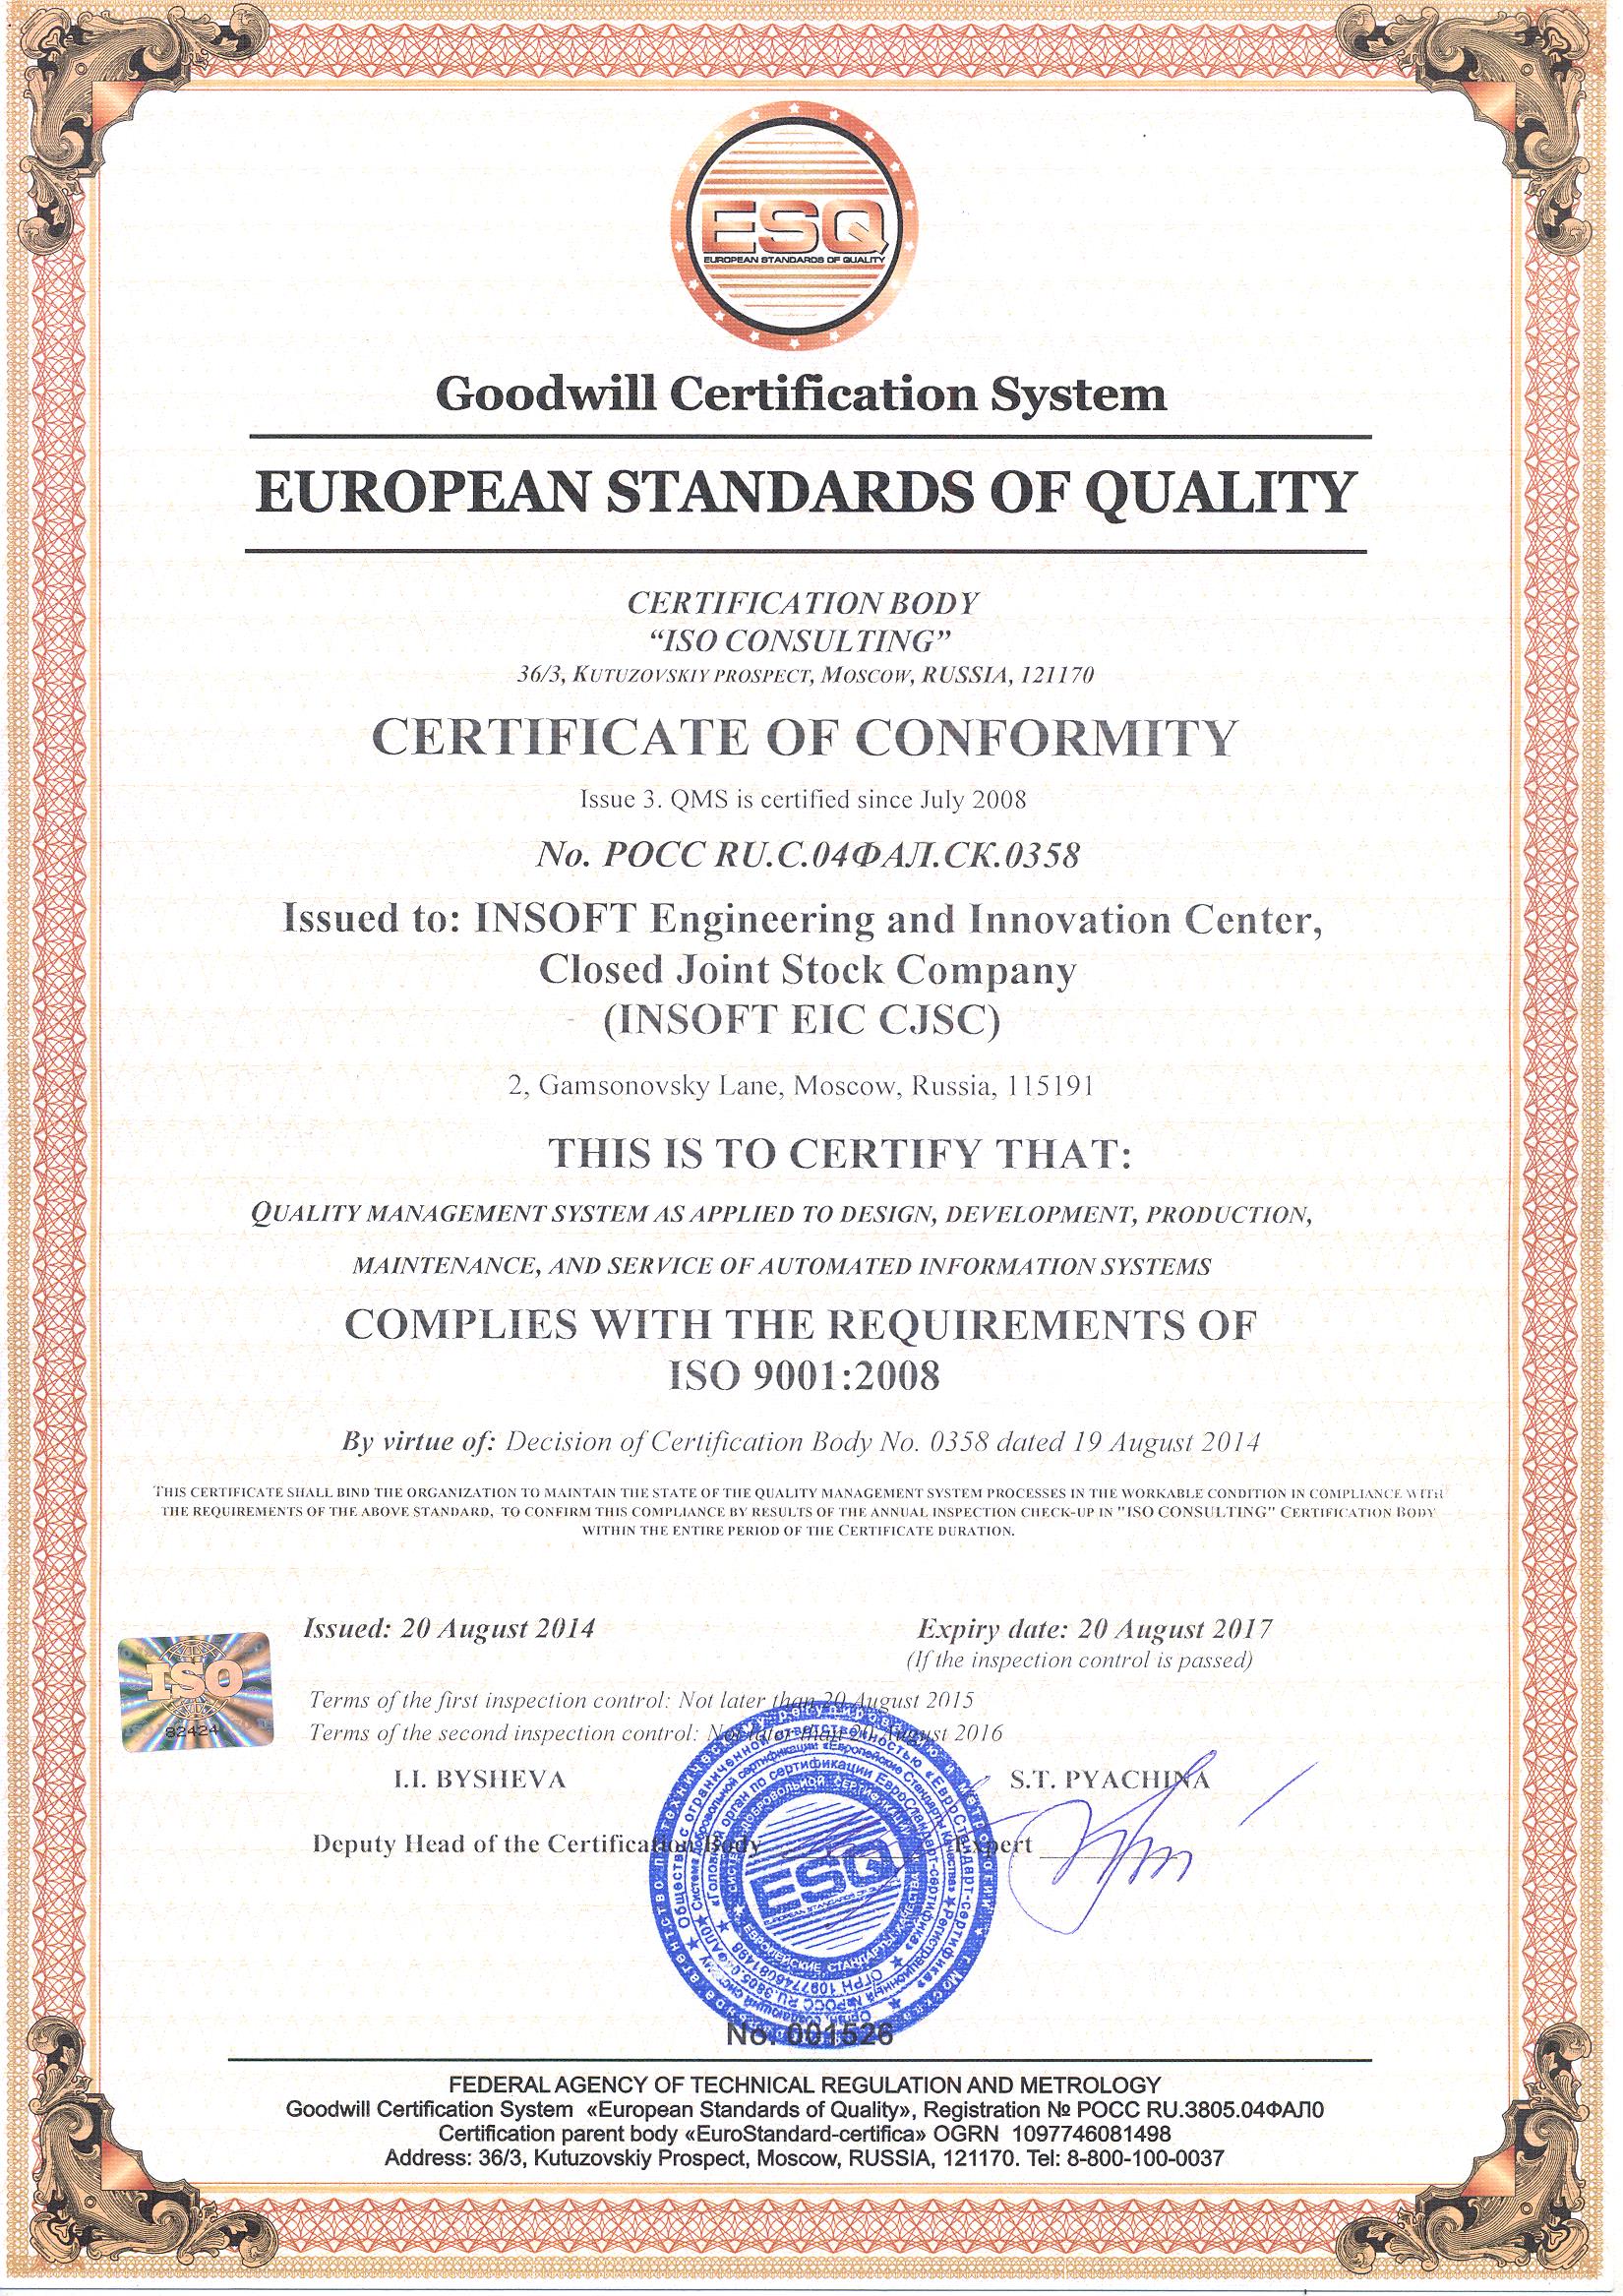 ESQ
EUROPEAN STANDARDS OF QUALITY
Goodwill Certification System
EUROPEAN STANDARDS OF QUALITY
CERTIFICATION BODY
“ISO CONSULTING”
36/3, KUTUZOVSKIY PROSPECT, MOSCOW, RUSSIA, 121170
CERTIFICATE OF CONFORMITY
Issue 3. QMS is certified since July 2008
No. РОСС RU.C.04ФАЛ.СК.0358
Issued to: INSOFT Engineering and Innovation Center,
Closed Joint Stock Company
(INSOFT EIC CJSC)
2, Gamsonovsky Lane, Moscow, Russia, 115191
THIS IS TO CERTIFY THAT:
QUALITY MANAGEMENT SYSTEM AS APPLIED TO DESIGN, DEVELOPMENT, PRODUCTION,
MAINTENANCE, AND SERVICE OF AUTOMATED INFORMATION SYSTEMS
COMPLIES WITH THE REQUIREMENTS OF
ISO 9001:2008
By virtue of: Decision of Certification Body No. 0358 dated 19 August 2014
THIS CERTIFICATE SHALL BIND THE ORGANIZATION TO MAINTAIN THE STATE OF THE QUALITY MANAGEMENT SYSTEM PROCESSES IN THE WORKABLE CONDITION IN COMPLIANCE WITH
THE REQUIREMENTS OF THE ABOVE STANDARD, TO CONFIRM THIS COMPLIANCE BY RESULTS OF THE ANNUAL INSPECTION CHECK-UP IN "ISO CONSULTING" CERTIFICATION BODY
WITHIN THE ENTIRE PERIOD OF THE CERTIFICATE DURATION.
Issued: 20 August 2014 Expiry date: 20 August 2017
(If the inspection control is passed)
ISO
82424
Terms of the first inspection control: Not later than 20 August 2015
Terms of the second inspection control: Not later than 20 August 2016
I.I. BYSHEVA S.T. PYACHINA
Deputy Head of the Certification Body Expert
ESQ
EUROPEAN STANDARDS OF QUALITY
ЕВРОПЕЙСКИЕ СТАНДАРТЫ КАЧЕСТВА
ОГРН 1097746081498
No. 001526
FEDERAL AGENCY OF TECHNICAL REGULATION AND METROLOGY
Goodwill Certification System «European Standards of Quality», Registration № РОСС RU.3805.04ФАЛ0
Certification parent body «EuroStandard-certifica» OGRN 1097746081498
Address: 36/3, Kutuzovskiy Prospect, Moscow, RUSSIA, 121170. Tel: 8-800-100-0037